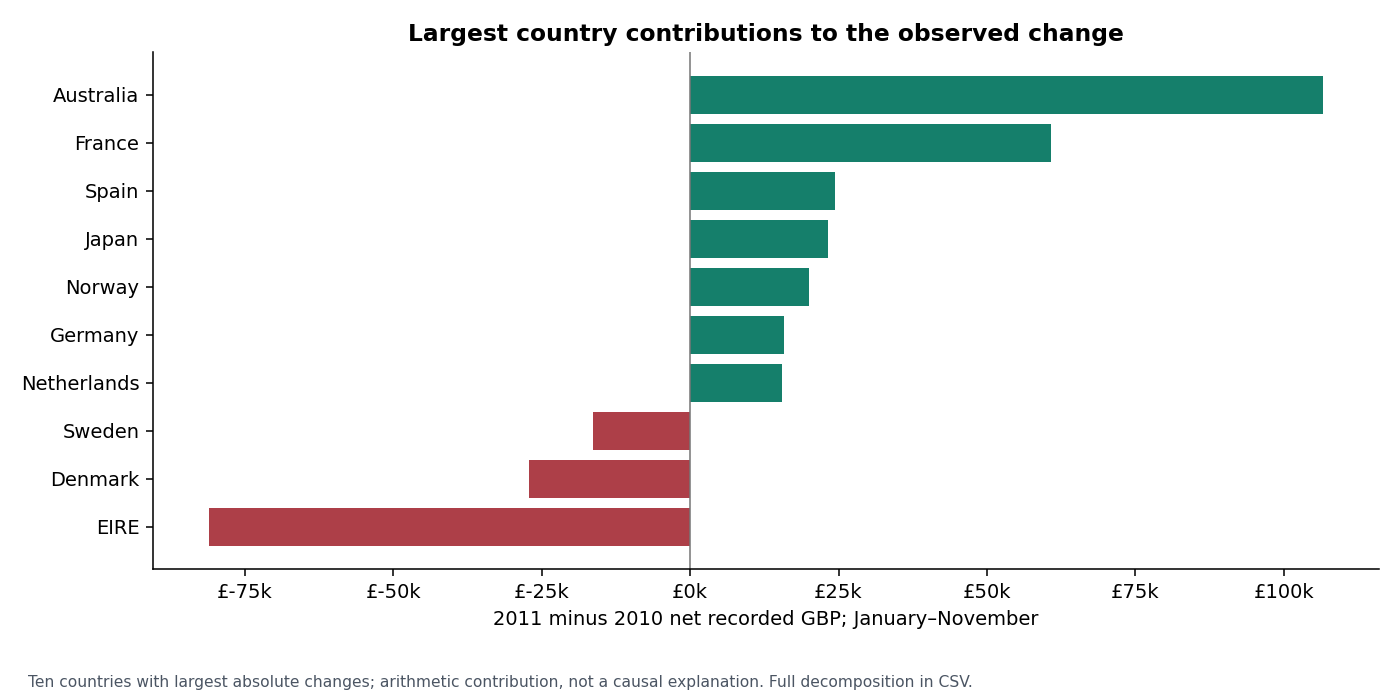 Largest country contributions to the observed change
Australia
France
Spain
Japan
Norway
Germany
Netherlands
Sweden
Denmark
EIRE
£-75k £-50k £-25k £0k £25k £50k £75k £100k
2011 minus 2010 net recorded GBP; January–November
Ten countries with largest absolute changes; arithmetic contribution, not a causal explanation. Full decomposition in CSV.